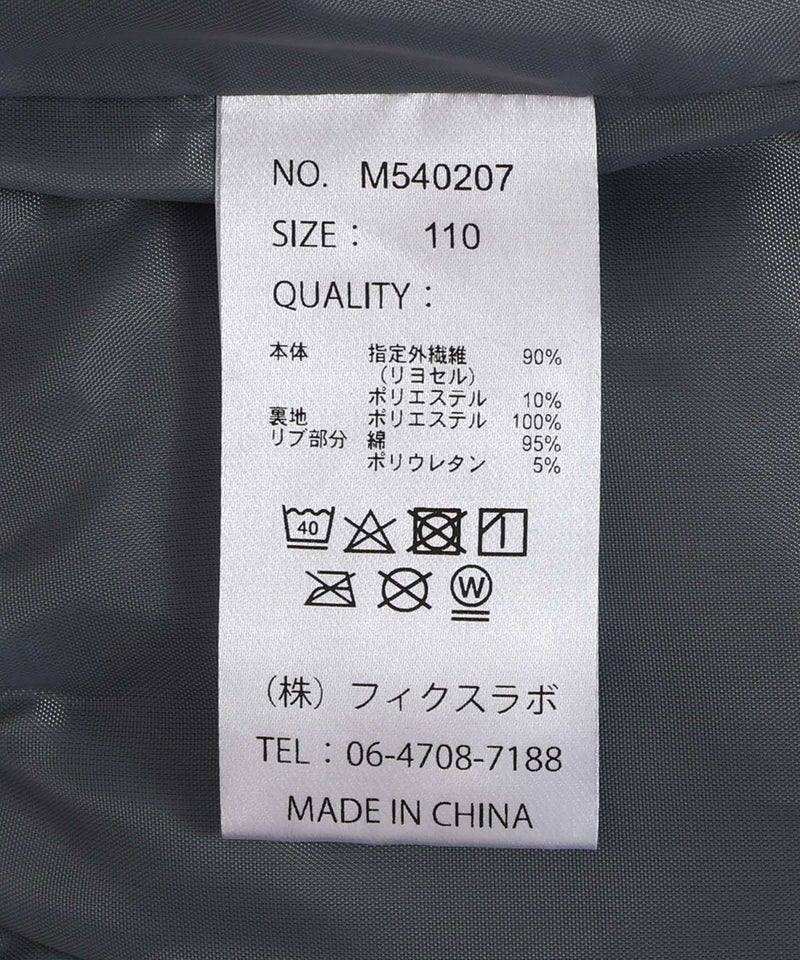 NO. M540207
SIZE： 110
QUALITY：
本体 指定外繊維 90%
（リヨセル）
ポリエステル 10%
裏地 ポリエステル 100%
リブ部分 綿 95%
ポリウレタン 5%
40
W
（株）フィクスラボ
TEL：06-4708-7188
MADE IN CHINA